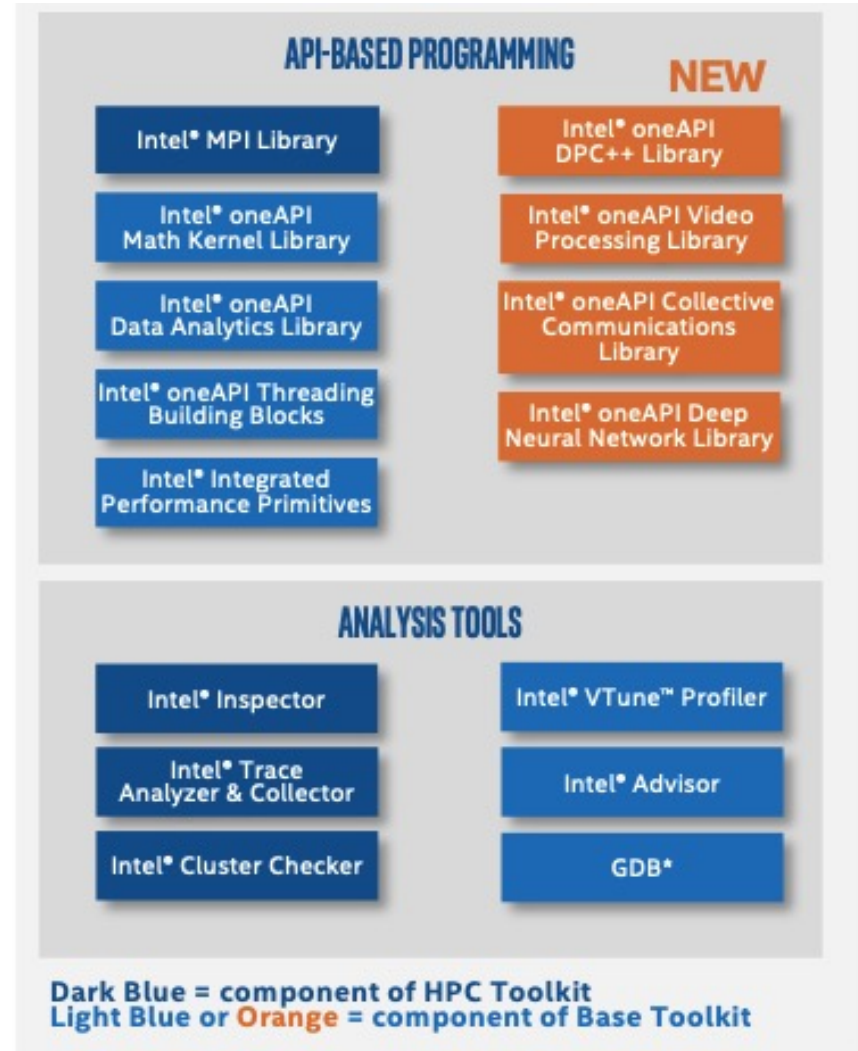 API-BASED PROGRAMMING
NEW
Intel® MPI Library
Intel® oneAPI
Math Kernel Library
Intel® oneAPI
Data Analytics Library
Intel® oneAPI Threading
Building Blocks
Intel® Integrated
Performance Primitives
Intel® oneAPI
DPC++ Library
Intel® oneAPI Video
Processing Library
Intel® oneAPI Collective
Communications
Library
Intel® oneAPI Deep
Neural Network Library
ANALYSIS TOOLS
Intel® Inspector
Intel® Trace
Analyzer & Collector
Intel® Cluster Checker
Intel® VTune™ Profiler
Intel® Advisor
GDB*
Dark Blue = component of HPC Toolkit
Light Blue or Orange = component of Base Toolkit